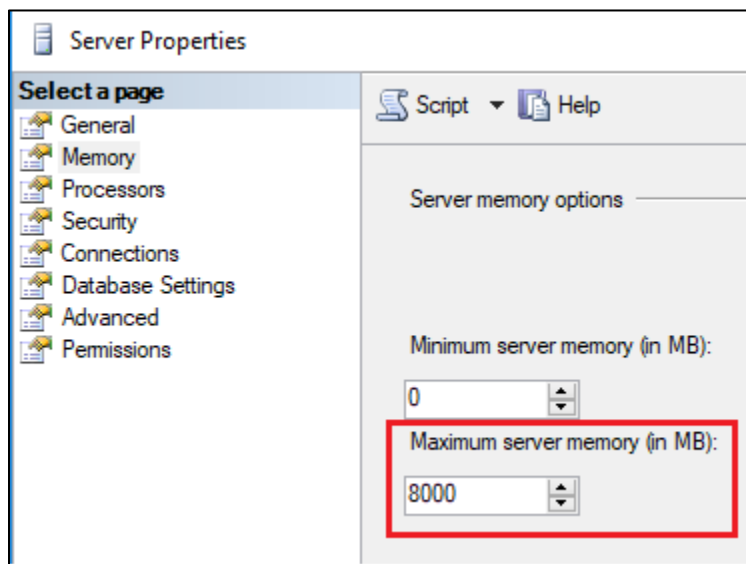 Server Properties
Select a page
General
Memory
Processors
Security
Connections
Database Settings
Advanced
Permissions
Script Help
Server memory options
Minimum server memory (in MB):
0
Maximum server memory (in MB):
8000